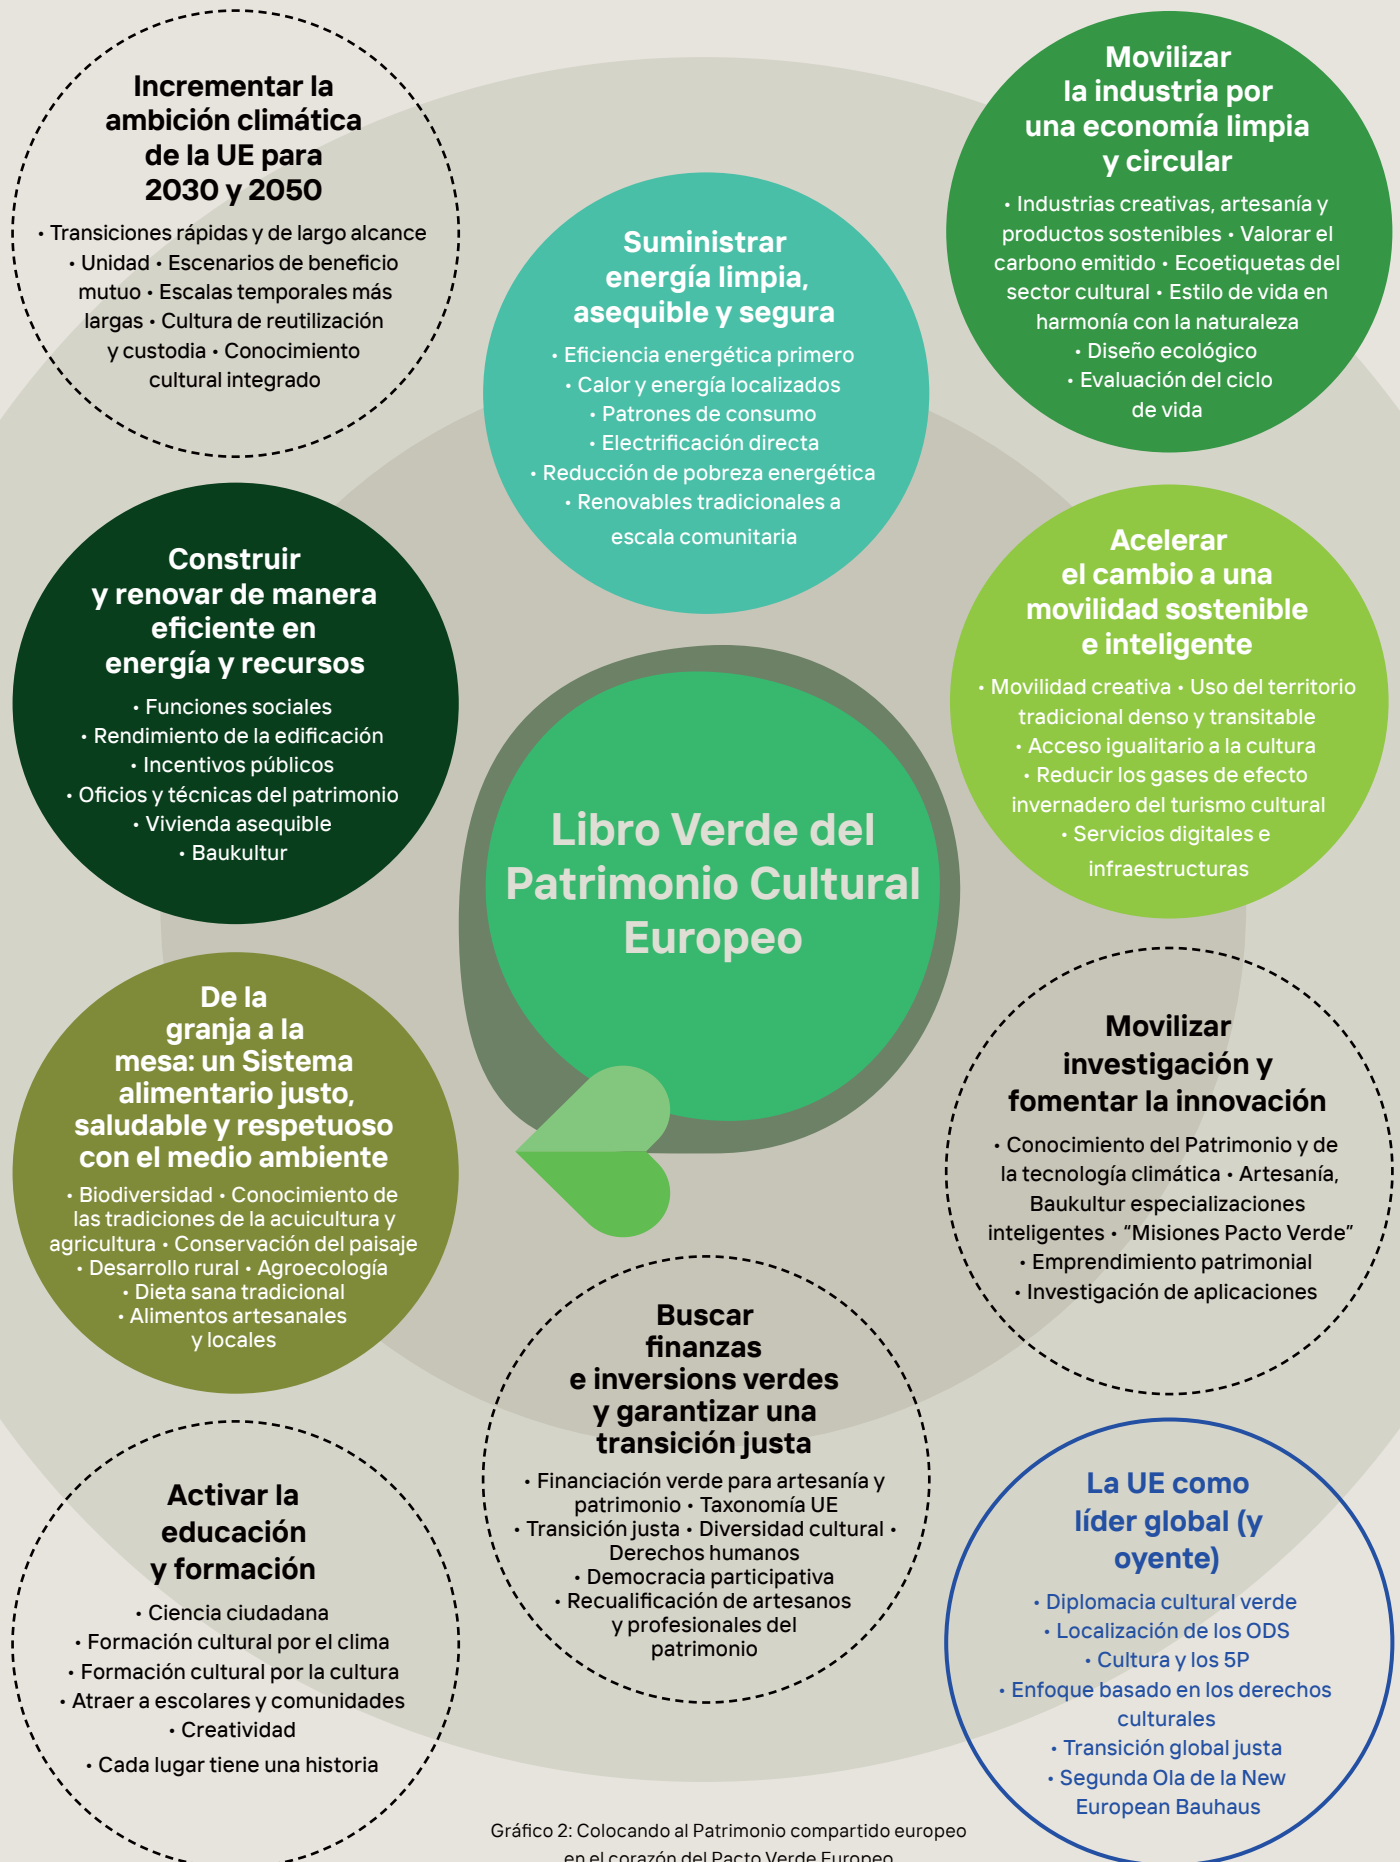 Incrementar la
ambición climática
de la UE para
2030 y 2050
• Transiciones rápidas y de largo alcance
• Unidad • Escenarios de beneficio
mutuo • Escalas temporales más
largas • Cultura de reutilización
y custodia • Conocimiento
cultural integrado
Suministrar
energía limpia,
asequible y segura
• Eficiencia energética primero
• Calor y energía localizados
• Patrones de consumo
• Electrificación directa
• Reducción de pobreza energética
• Renovables tradicionales a
escala comunitaria
Movilizar
la industria por
una economía limpia
y circular
• Industrias creativas, artesanía y
productos sostenibles • Valorar el
carbono emitido • Ecoetiquetas del
sector cultural • Estilo de vida en
harmonía con la naturaleza
• Diseño ecológico
• Evaluación del ciclo
de vida
Construir
y renovar de manera
eficiente en
energía y recursos
• Funciones sociales
• Rendimiento de la edificación
• Incentivos públicos
• Oficios y técnicas del patrimonio
• Vivienda asequible
• Baukultur
Acelerar
el cambio a una
movilidad sostenible
e inteligente
• Movilidad creativa • Uso del territorio
tradicional denso y transitable
• Acceso igualitario a la cultura
• Reducir los gases de efecto
invernadero del turismo cultural
• Servicios digitales e
infraestructuras
Libro Verde del
Patrimonio Cultural
Europeo
De la
granja a la
mesa: un Sistema
alimentario justo,
saludable y respetuoso
con el medio ambiente
• Biodiversidad • Conocimiento de
las tradiciones de la acuicultura y
agricultura • Conservación del paisaje
• Desarrollo rural • Agroecología
• Dieta sana tradicional
• Alimentos artesanales
y locales
Movilizar
investigación y
fomentar la innovación
• Conocimiento del Patrimonio y de
la tecnología climática • Artesanía,
Baukultur especializaciones
inteligentes • “Misiones Pacto Verde”
• Emprendimiento patrimonial
• Investigación de aplicaciones
Buscar
finanzas
e inversions verdes
y garantizar una
transición justa
• Financiación verde para artesanía y
patrimonio • Taxonomía UE
• Transición justa • Diversidad cultural •
Derechos humanos
• Democracia participativa
• Recualificación de artesanos
y profesionales del
patrimonio
Activar la
educación
y formación
• Ciencia ciudadana
• Formación cultural por el clima
• Formación cultural por la cultura
• Atraer a escolares y comunidades
• Creatividad
• Cada lugar tiene una historia
La UE como
líder global (y
oyente)
• Diplomacia cultural verde
• Localización de los ODS
• Cultura y los 5P
• Enfoque basado en los derechos
culturales
• Transición global justa
• Segunda Ola de la New
European Bauhaus
Gráfico 2: Colocando al Patrimonio compartido europeo
en el corazón del Pacto Verde Europeo